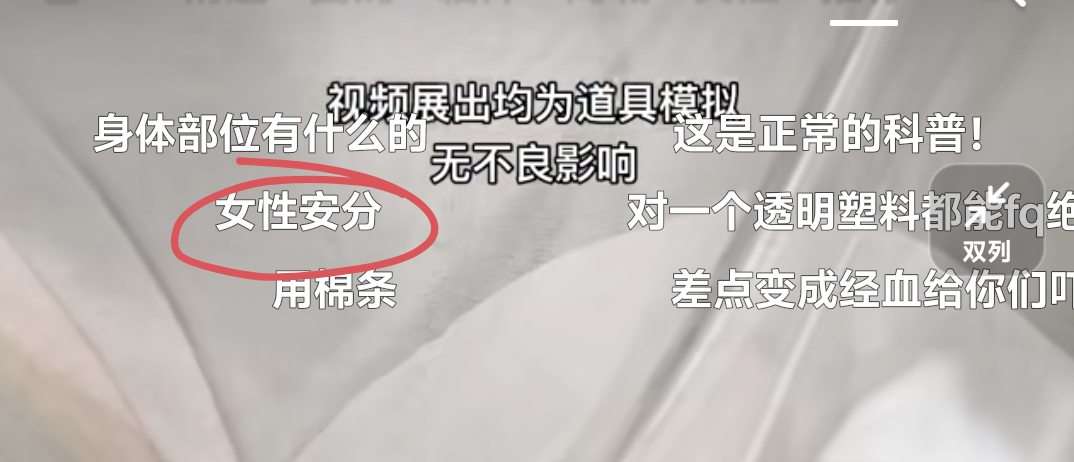 视频展出均为道具模拟
身体部位有什么的
这是正常的科普！
无不良影响
女性安分
对一个透明塑料都能fq绝
双列
用棉条
差点变成经血给你们吓